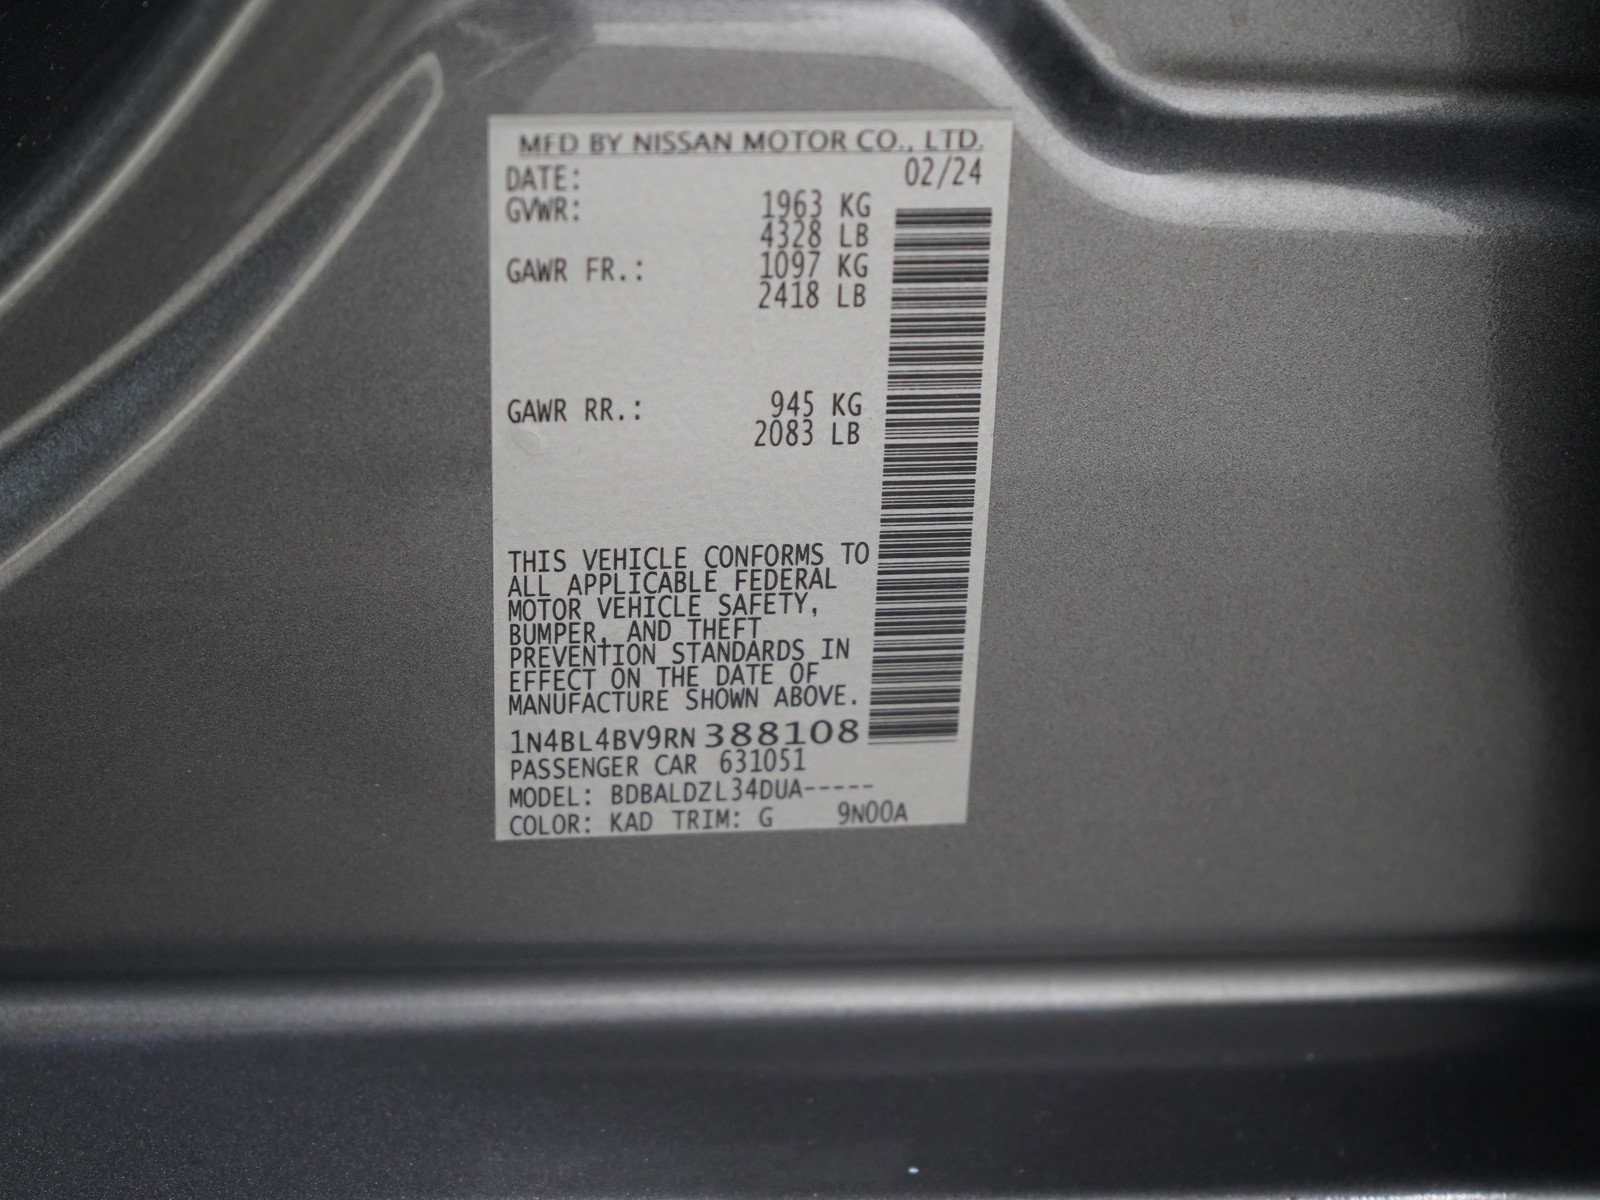 MFD BY NISSAN MOTOR CO., LTD.
DATE: 02/24
GVWR: 1963 KG
4328 LB
GAWR FR.: 1097 KG
2418 LB
GAWR RR.: 945 KG
2083 LB
THIS VEHICLE CONFORMS TO
ALL APPLICABLE FEDERAL
MOTOR VEHICLE SAFETY,
BUMPER, AND THEFT
PREVENTION STANDARDS IN
EFFECT ON THE DATE OF
MANUFACTURE SHOWN ABOVE.
1N4BL4BV9RN388108
PASSENGER CAR 631051
MODEL: BDBALDZL34DUA-----
COLOR: KAD TRIM: G 9N00A